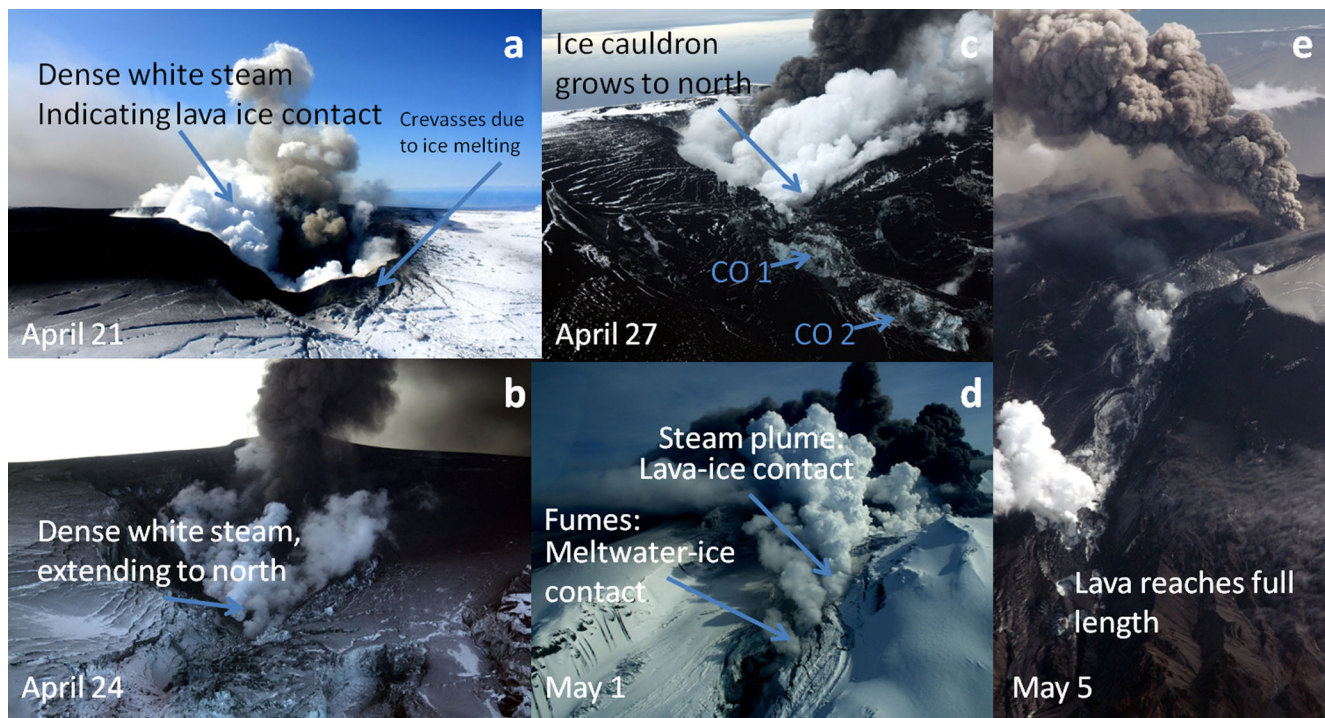 a
Dense white steam
Indicating lava ice contact
Crevasses due
to ice melting
April 21
b
Dense white steam,
extending to north
April 24
c
Ice cauldron
grows to north
CO 1
CO 2
April 27
d
Steam plume:
Lava-ice contact
Fumes:
Meltwater-ice
contact
May 1
e
Lava reaches full
length
May 5